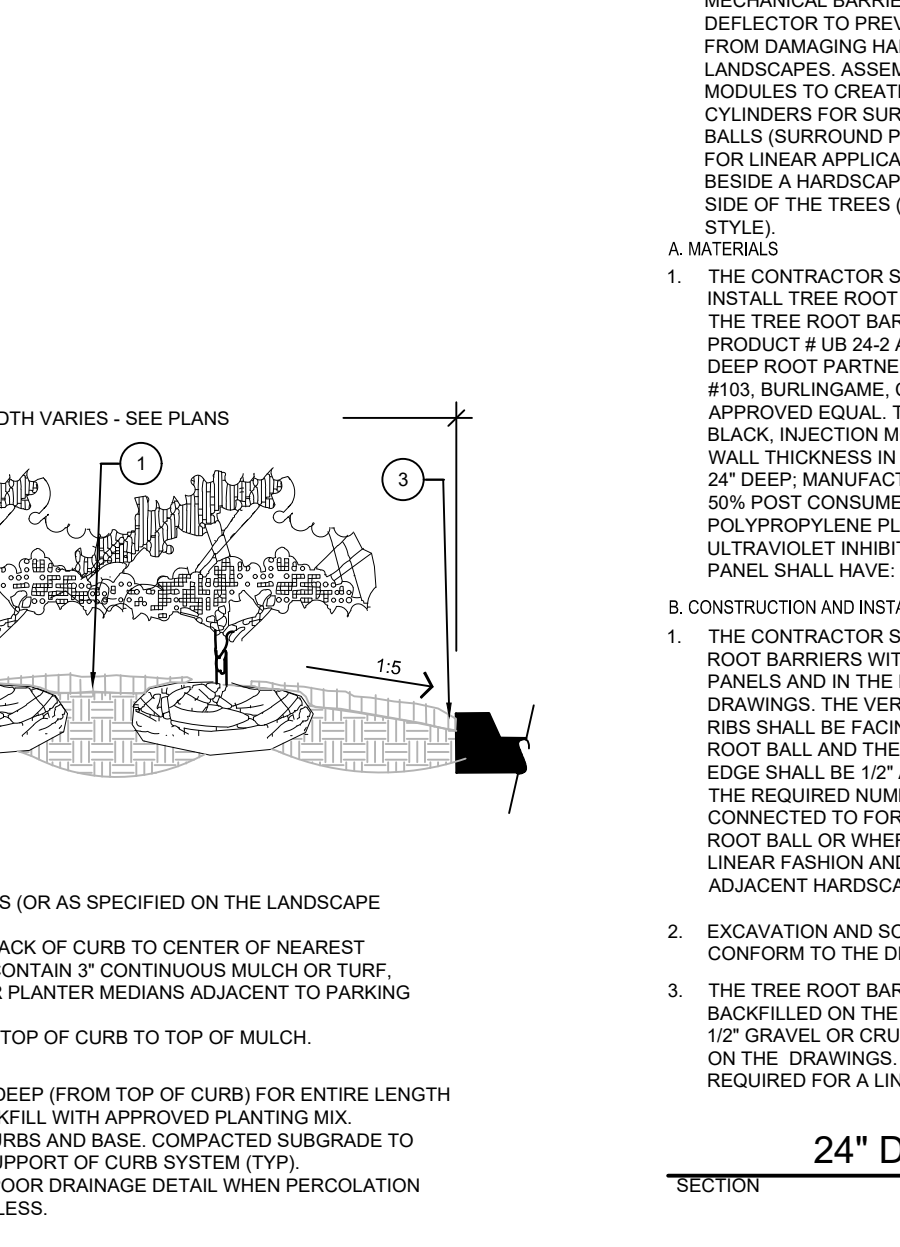 DTH VARIES - SEE PLANS
1
3
1:5
S (OR AS SPECIFIED ON THE LANDSCAPE
ACK OF CURB TO CENTER OF NEAREST
CONTAIN 3" CONTINUOUS MULCH OR TURF,
R PLANTER MEDIANS ADJACENT TO PARKING
TOP OF CURB TO TOP OF MULCH.
DEEP (FROM TOP OF CURB) FOR ENTIRE LENGTH
KFILL WITH APPROVED PLANTING MIX.
URBS AND BASE. COMPACTED SUBGRADE TO
UPPORT OF CURB SYSTEM (TYP).
POOR DRAINAGE DETAIL WHEN PERCOLATION
LESS.
MECHANICAL BARRIE
DEFLECTOR TO PREV
FROM DAMAGING HA
LANDSCAPES. ASSEM
MODULES TO CREATE
CYLINDERS FOR SUR
BALLS (SURROUND P
FOR LINEAR APPLICA
BESIDE A HARDSCAP
SIDE OF THE TREES (
STYLE).
A. MATERIALS
1. THE CONTRACTOR S
INSTALL TREE ROOT
THE TREE ROOT BAR
PRODUCT # UB 24-2 A
DEEP ROOT PARTNE
#103, BURLINGAME, C
APPROVED EQUAL. T
BLACK, INJECTION M
WALL THICKNESS IN
24" DEEP; MANUFACT
50% POST CONSUME
POLYPROPYLENE PL
ULTRAVIOLET INHIBIT
PANEL SHALL HAVE:
B. CONSTRUCTION AND INSTA
1. THE CONTRACTOR S
ROOT BARRIERS WIT
PANELS AND IN THE
DRAWINGS. THE VER
RIBS SHALL BE FACIN
ROOT BALL AND THE
EDGE SHALL BE 1/2" A
THE REQUIRED NUM
CONNECTED TO FOR
ROOT BALL OR WHER
LINEAR FASHION AND
ADJACENT HARDSCA
2. EXCAVATION AND SO
CONFORM TO THE D
3. THE TREE ROOT BAR
BACKFILLED ON THE
1/2" GRAVEL OR CRU
ON THE DRAWINGS.
REQUIRED FOR A LIN
24" D
SECTION